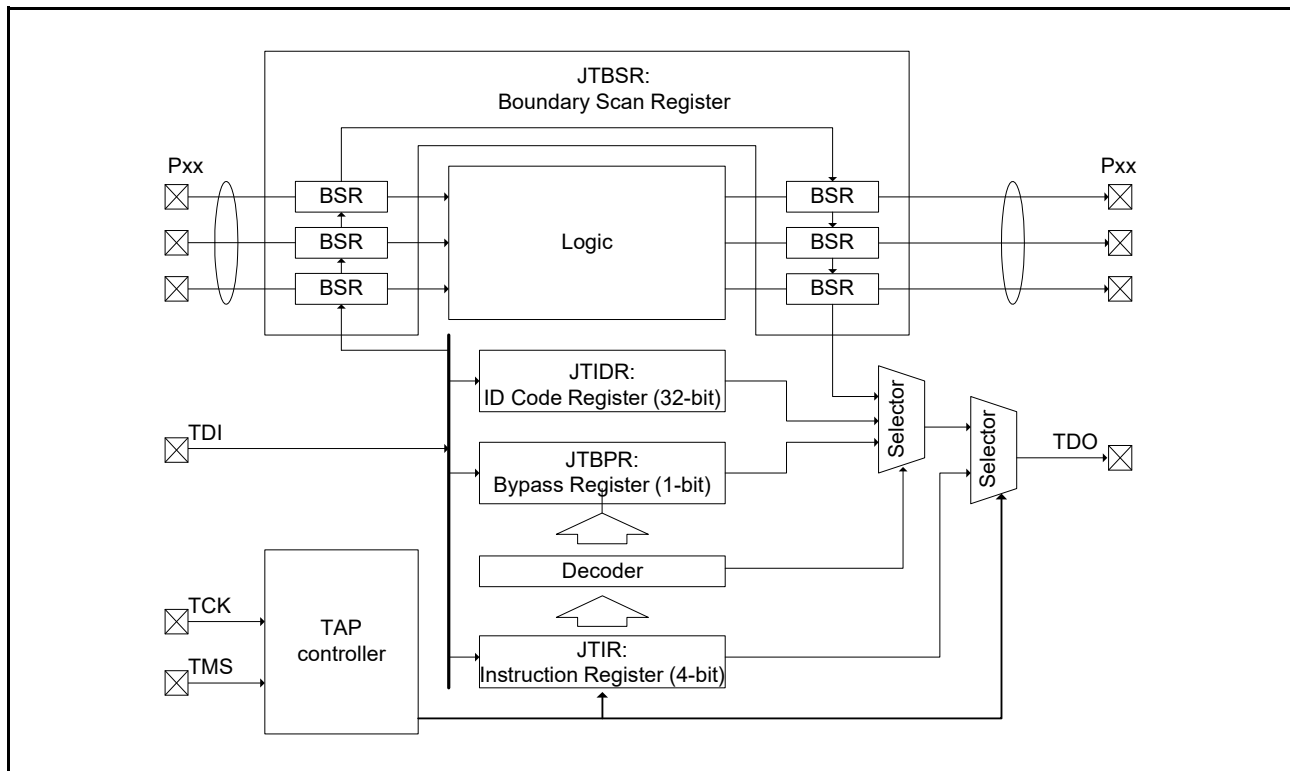 JTBSR:
Boundary Scan Register
Pxx
Pxx
BSR
BSR
BSR
Logic
BSR
BSR
BSR
JTIDR:
ID Code Register (32-bit)
TDI
JTBPR:
Bypass Register (1-bit)
Selector
Selector
TDO
Decoder
TCK
TMS
TAP
controller
JTIR:
Instruction Register (4-bit)